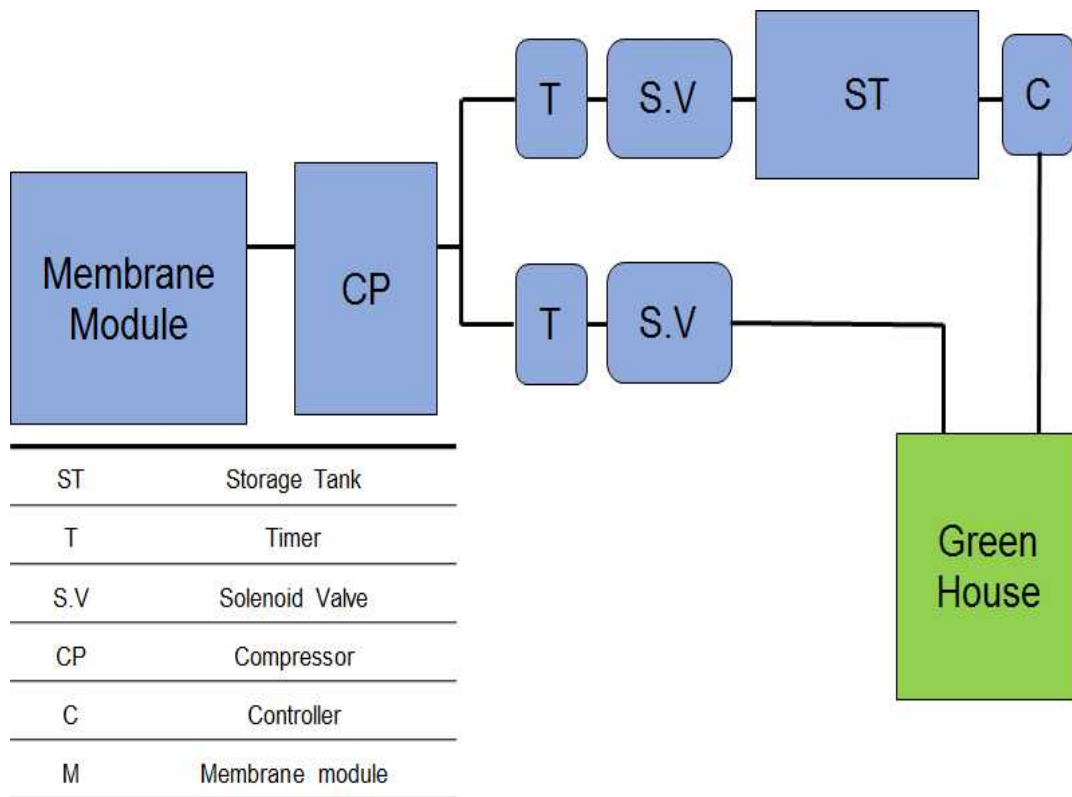 T
S.V
ST
C
Membrane
Module
CP
T
S.V
Green
House
ST Storage Tank
T Timer
S.V Solenoid Valve
CP Compressor
C Controller
M Membrane module